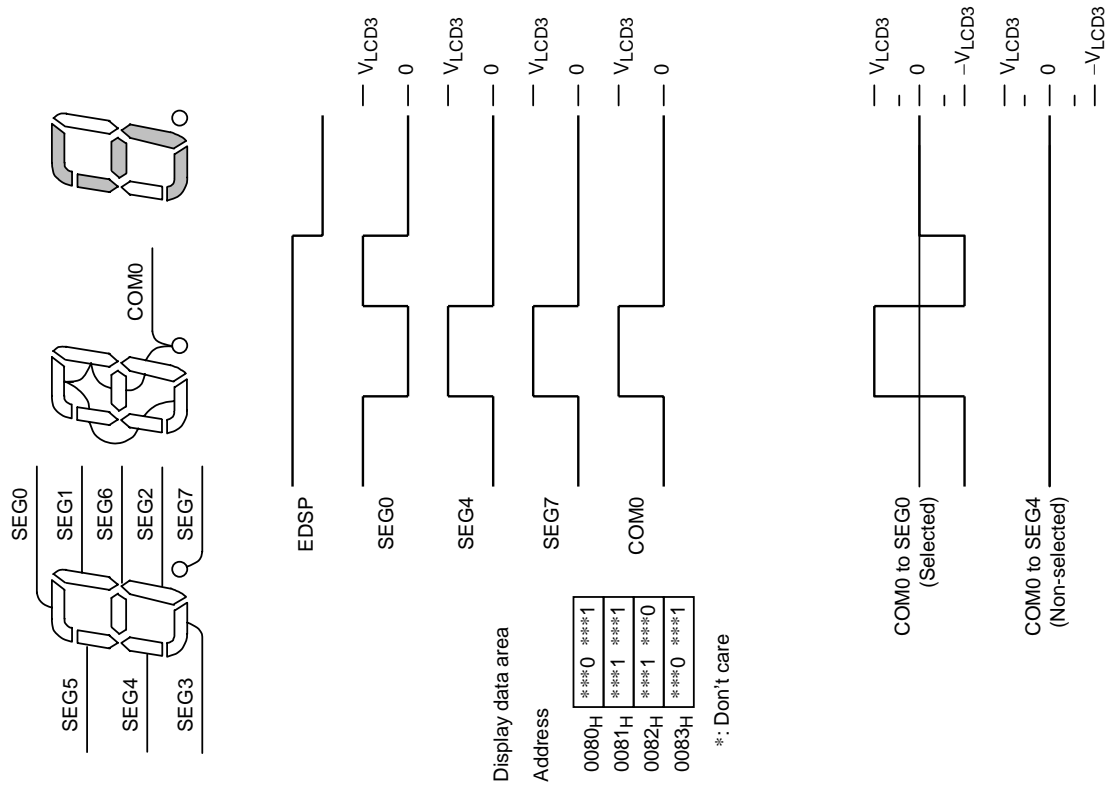 SEG0
SEG1
SEG6
SEG2
SEG7
SEG5
SEG4
SEG3
COM0
EDSP
SEG0
VLCD3
0
SEG4
VLCD3
0
SEG7
VLCD3
0
COM0
VLCD3
0
Display data area
Address
0080H ***0 ***1
0081H ***1 ***1
0082H ***1 ***0
0083H ***0 ***1
*: Don't care
COM0 to SEG0
(Selected)
VLCD3
0
−VLCD3
COM0 to SEG4
(Non-selected)
VLCD3
0
−VLCD3